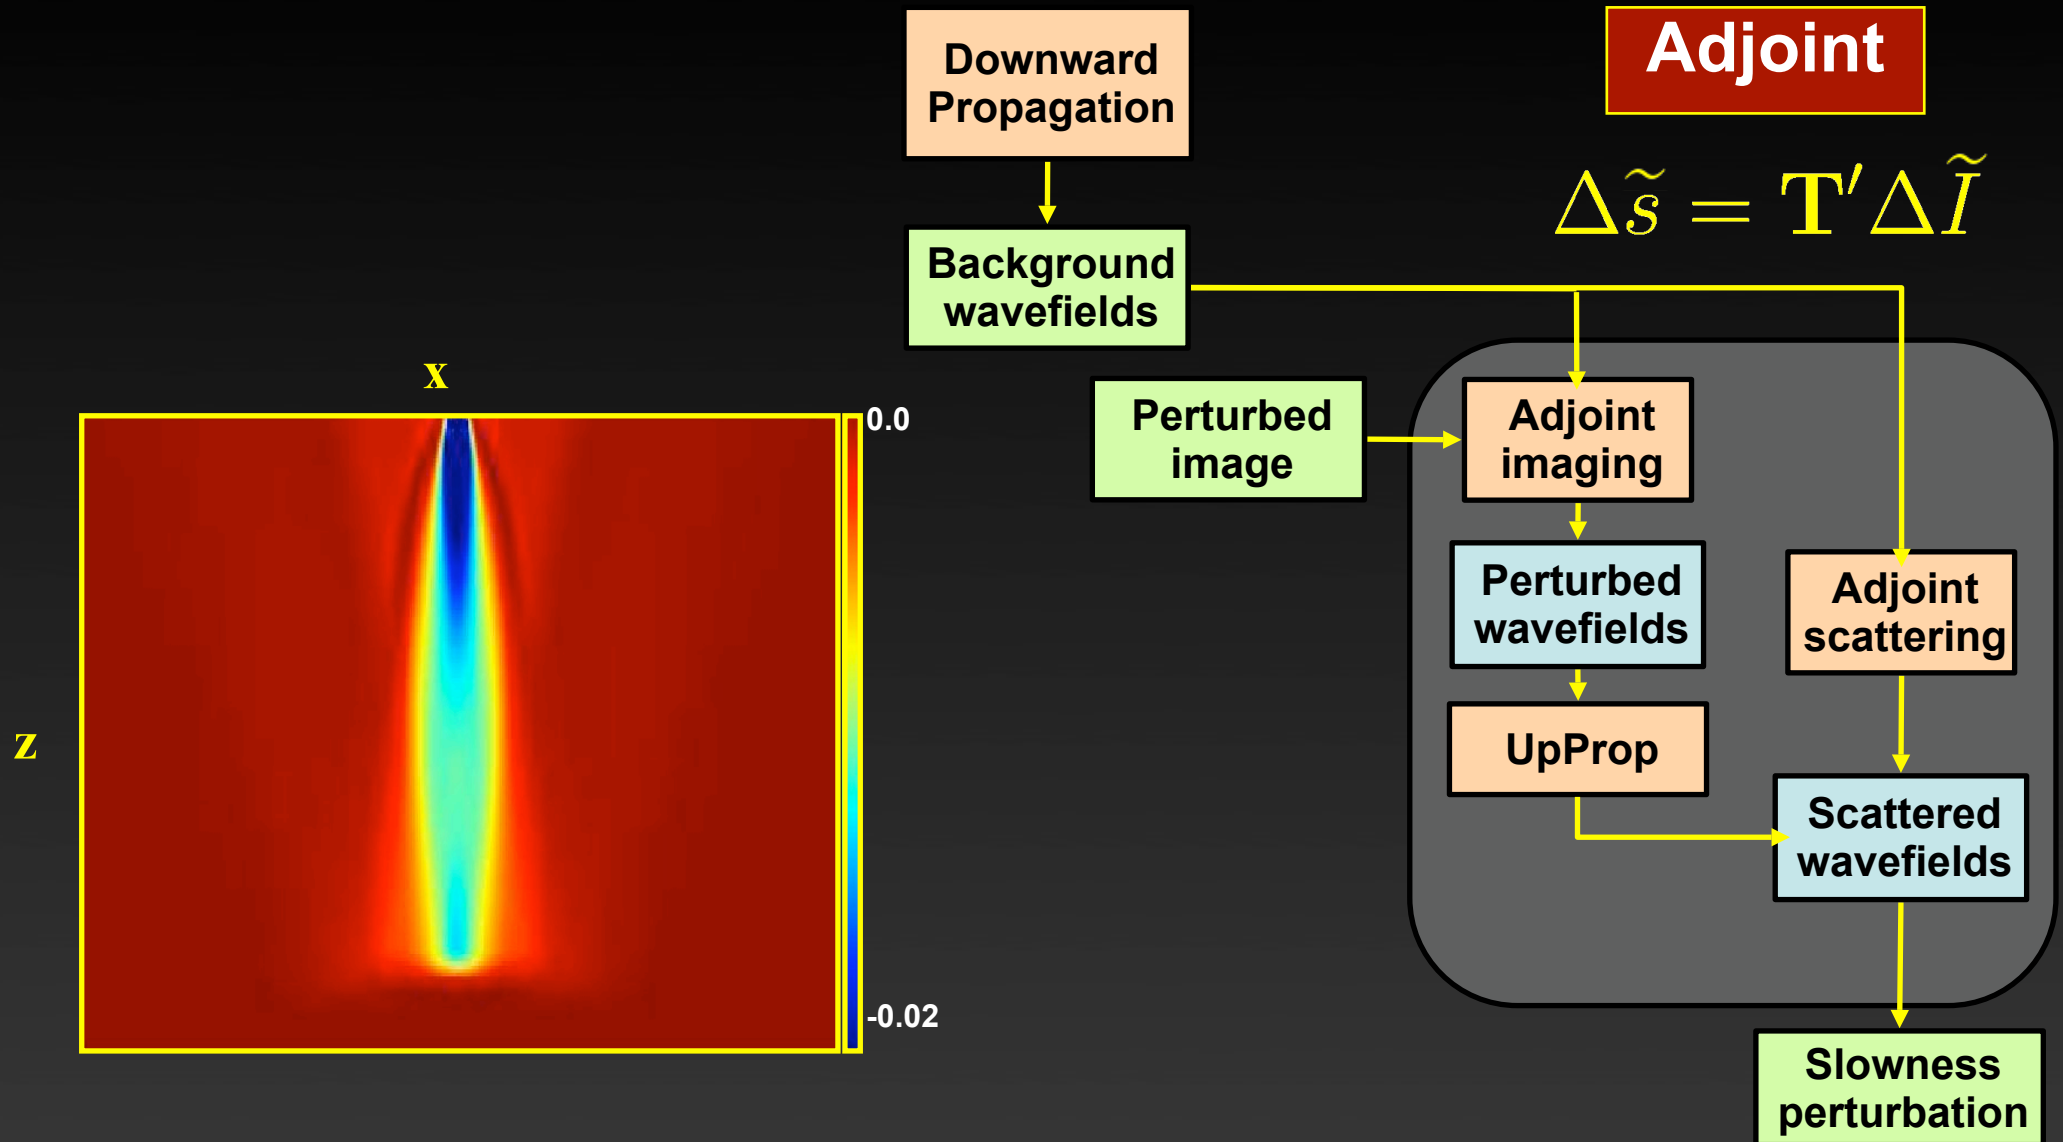 Downward
Propagation
Adjoint
Δs̃ = T′ΔĨ
Background
wavefields
x
0.0
Perturbed
image
Adjoint
imaging
Perturbed
wavefields
Adjoint
scattering
z
UpProp
Scattered
wavefields
-0.02
Slowness
perturbation